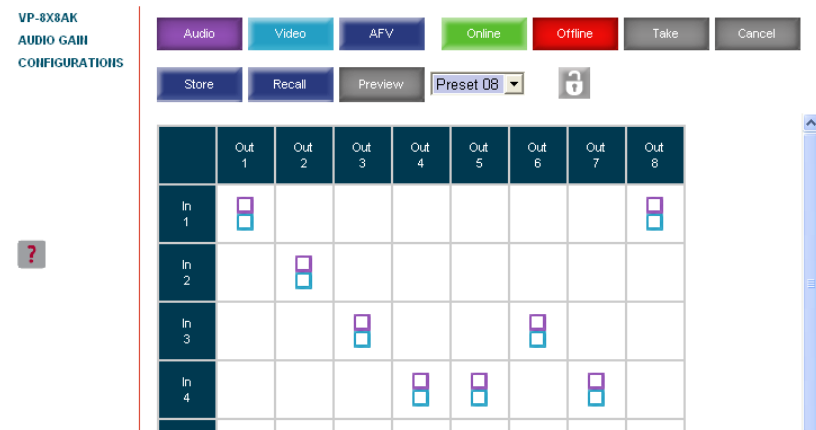 VP-8X8AK
AUDIO GAIN
CONFIGURATIONS
Audio Video AFV Online Offline Take Cancel
Store Recall Preview Preset 08
Out 1 Out 2 Out 3 Out 4 Out 5 Out 6 Out 7 Out 8
In 1
?
In 2
In 3
In 4